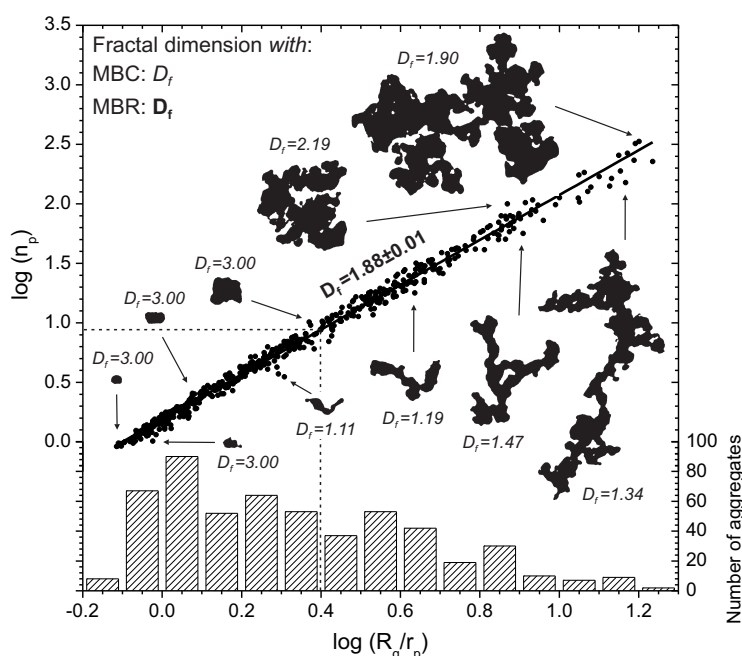 Fractal dimension with:
MBC: D_f
MBR: D_f
D_f=1.90
D_f=2.19
D_f=1.88±0.01
D_f=3.00
D_f=3.00
D_f=3.00
D_f=3.00
D_f=1.11
D_f=1.19
D_f=1.47
D_f=1.34
log (n_p)
3.5
3.0
2.5
2.0
1.5
1.0
0.5
0.0
Number of aggregates
100
80
60
40
20
0
-0.2 0.0 0.2 0.4 0.6 0.8 1.0 1.2
log (R_g/r_p)